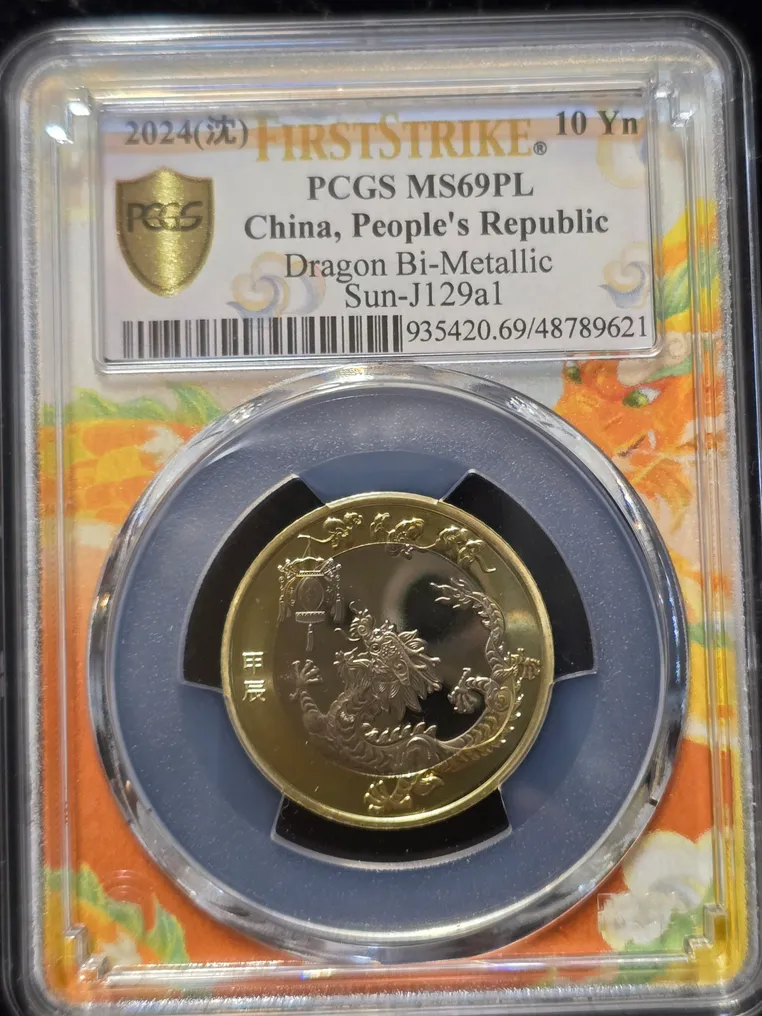 2024(沈) FIRSTSTRIKE® 10 Yn
PCGS
PCGS MS69PL
China, People's Republic
Dragon Bi-Metallic
Sun-J129a1
935420.69/48789621
甲辰